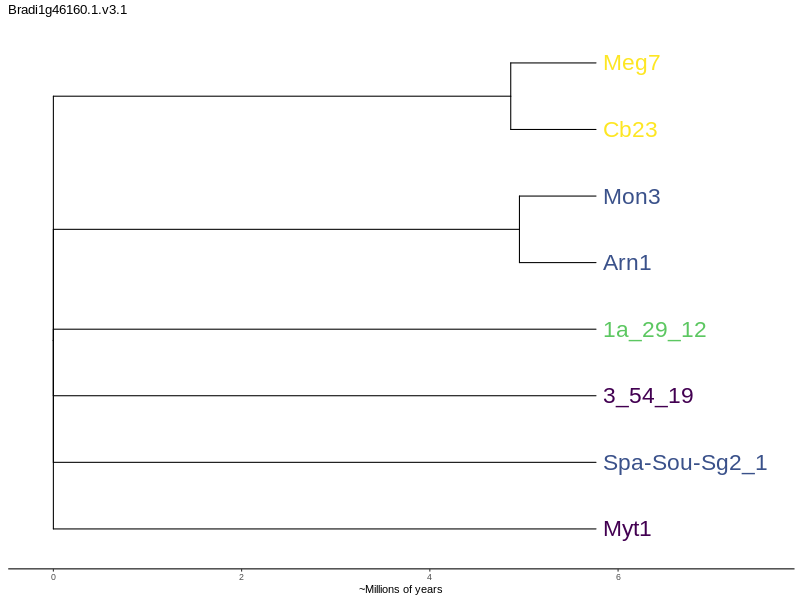 Bradi1g46160.1.v3.1
Meg7
Cb23
Mon3
Arn1
1a_29_12
3_54_19
Spa-Sou-Sg2_1
Myt1
0 2 4 6
~Millions of years